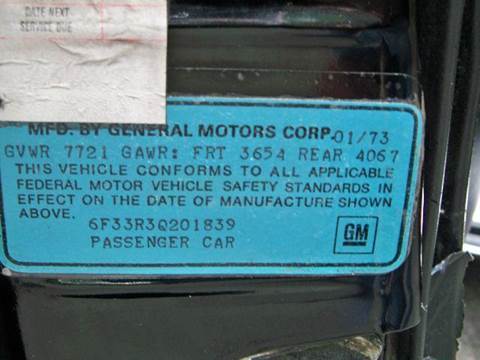 DATE NEXT
SERVICE DUE
MFD. BY GENERAL MOTORS CORP. 01/73
GVWR 7721 GAWR: FRT 3654 REAR 4067
THIS VEHICLE CONFORMS TO ALL APPLICABLE
FEDERAL MOTOR VEHICLE SAFETY STANDARDS IN
EFFECT ON THE DATE OF MANUFACTURE SHOWN
ABOVE.
6F33R3Q201839
PASSENGER CAR
GM